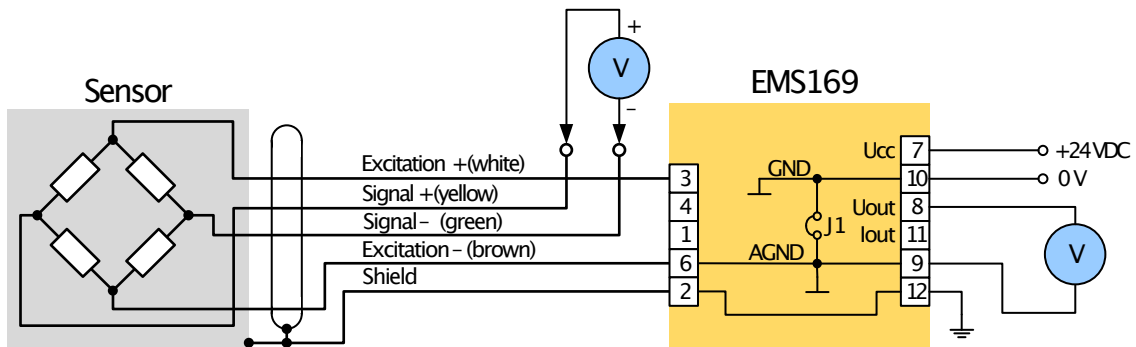 +
V
–
Sensor
EMS169
Ucc 7 +24VDC
Excitation +(white) 3 GND 10 0V
Signal +(yellow) 4 Uout 8
Signal– (green) 1 J1 Iout 11 V
Excitation–(brown) 6 AGND 9
Shield 2 12